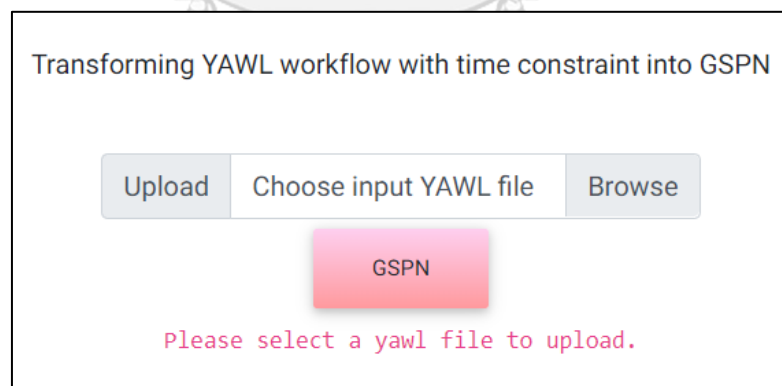 Transforming YAWL workflow with time constraint into GSPN
Upload Choose input YAWL file Browse
GSPN
Please select a yawl file to upload.